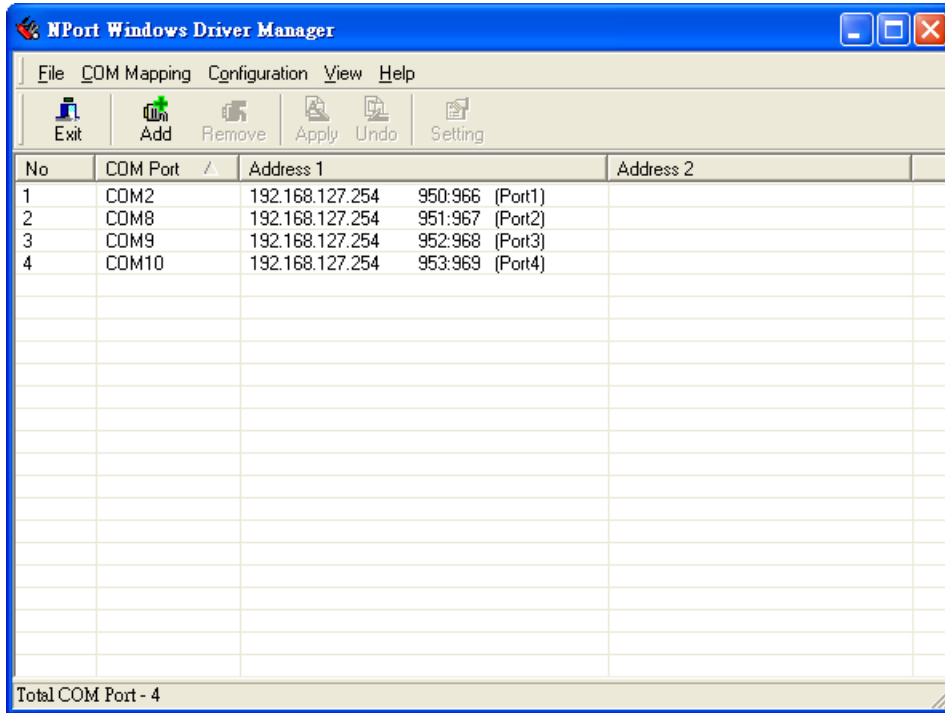 NPort Windows Driver Manager
File COM Mapping Configuration View Help
Exit Add Remove Apply Undo Setting
No COM Port Address 1 Address 2
1 COM2 192.168.127.254 950:966 (Port1)
2 COM8 192.168.127.254 951:967 (Port2)
3 COM9 192.168.127.254 952:968 (Port3)
4 COM10 192.168.127.254 953:969 (Port4)
Total COM Port - 4